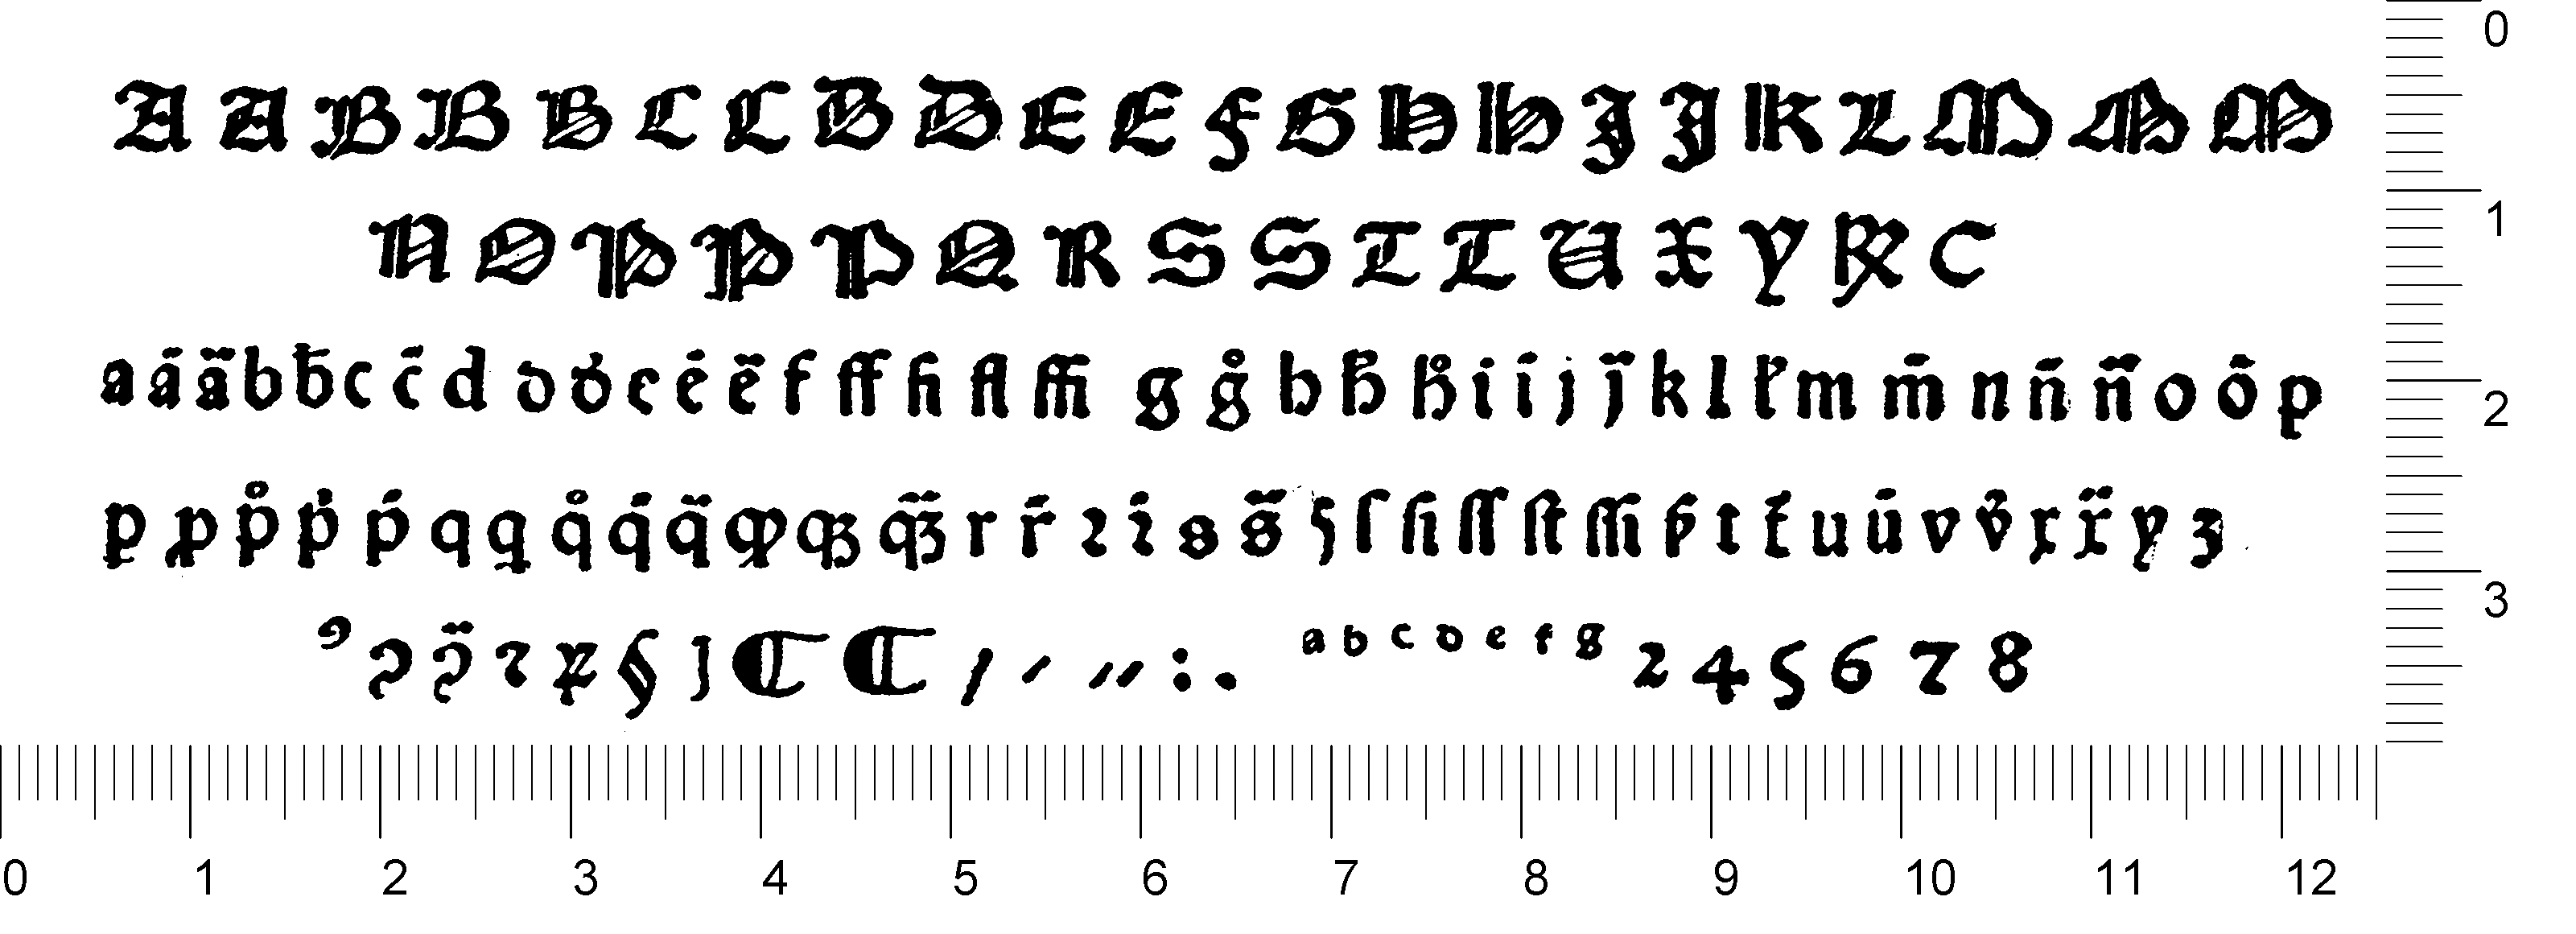 A A B B B C C D D E E F G H H J J K L M M M
N O P P P Q R S S T T U X Y ℟ C
a ā ã b b̄ c c̄ d ꝺ ꝺ̇ e ē ẽ f ff fi fl ffi g g̊ h h̄ h̊ i ī j j̃ k l l̄ m m̄ n n̄ ñ o ō p
p p p̊ ṗ p̄ q q q̊ q̄ q̃ ꝙ qꝫ q̃ꝫ r r̄ ꝛ ꝛ̄ s s̃ ſ ſi ſſ ſt ſſi t t̄ u ū v v̊ x x̃ y ꝫ
ꝰ ꝛ § J ℂ ℂ / : . a b c d e f g 2 4 5 6 7 8
0
1
2
3
0 1 2 3 4 5 6 7 8 9 10 11 12